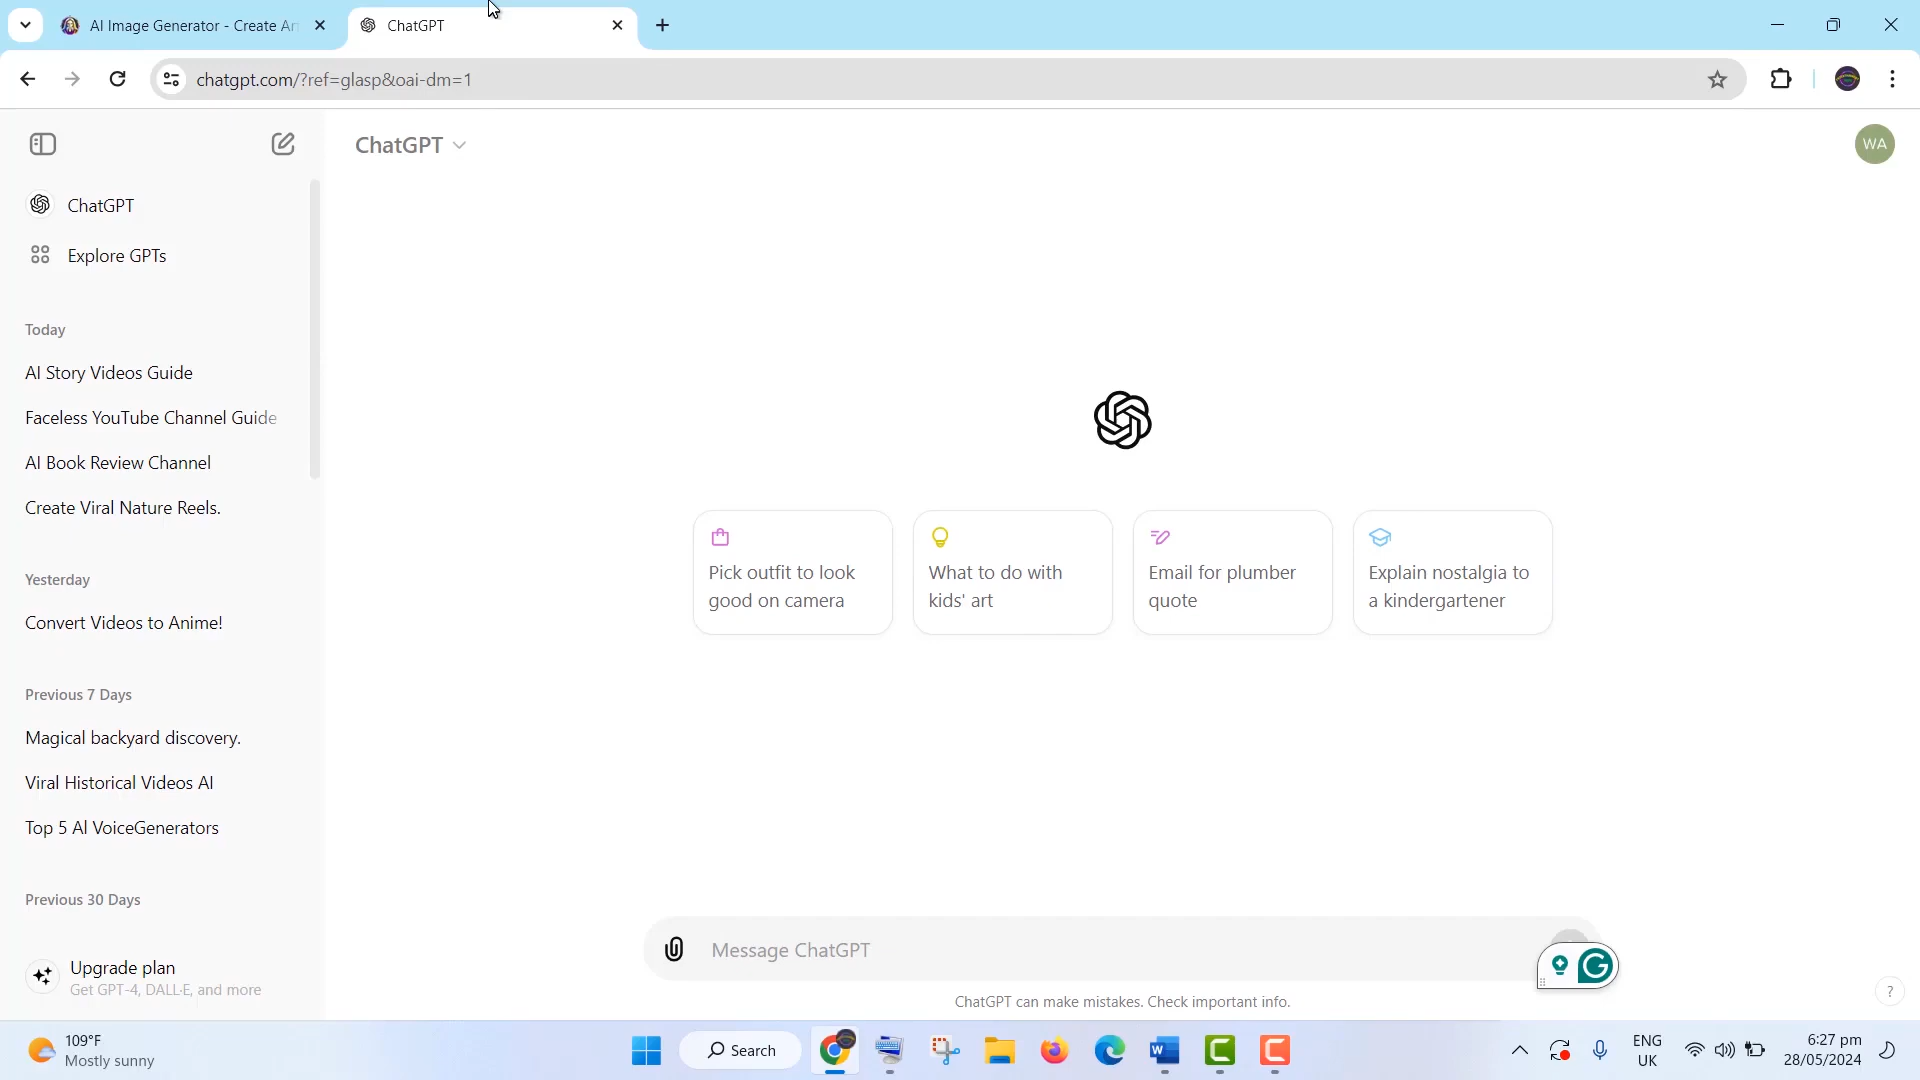 AI Image Generator - Create Ar
ChatGPT
chatgpt.com/?ref=glasp&oai-dm=1
ChatGPT
WA
ChatGPT
Explore GPTs
Today
AI Story Videos Guide
Faceless YouTube Channel Guide
AI Book Review Channel
Create Viral Nature Reels.
Yesterday
Convert Videos to Anime!
Previous 7 Days
Magical backyard discovery.
Viral Historical Videos AI
Top 5 Al VoiceGenerators
Previous 30 Days
Upgrade plan
Get GPT-4, DALL·E, and more
Pick outfit to look
good on camera
What to do with
kids' art
Email for plumber
quote
Explain nostalgia to
a kindergartener
Message ChatGPT
ChatGPT can make mistakes. Check important info.
?
109°F
Mostly sunny
Search
ENG
UK
6:27 pm
28/05/2024